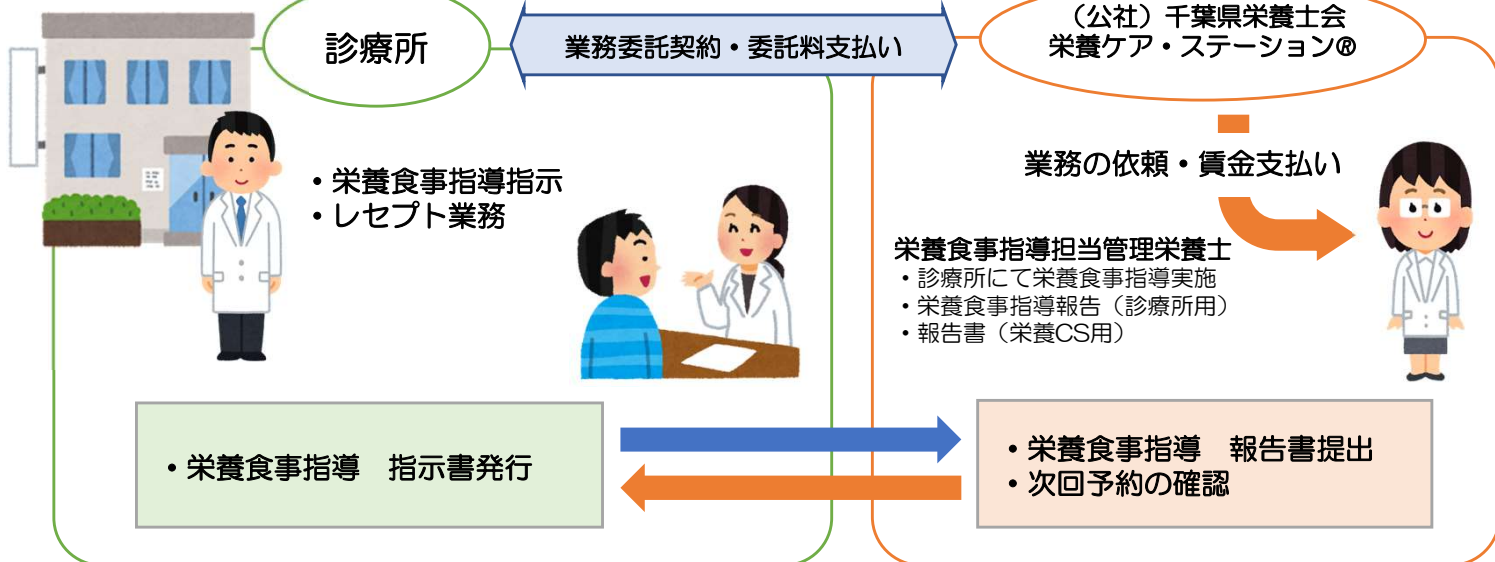 診療所
業務委託契約・委託料支払い
（公社）千葉県栄養士会
栄養ケア・ステーション®
・栄養食事指導指示
・レセプト業務
業務の依頼・賃金支払い
栄養食事指導担当管理栄養士
・診療所にて栄養食事指導実施
・栄養食事指導報告（診療所用）
・報告書（栄養CS用）
・栄養食事指導　指示書発行
・栄養食事指導　報告書提出
・次回予約の確認